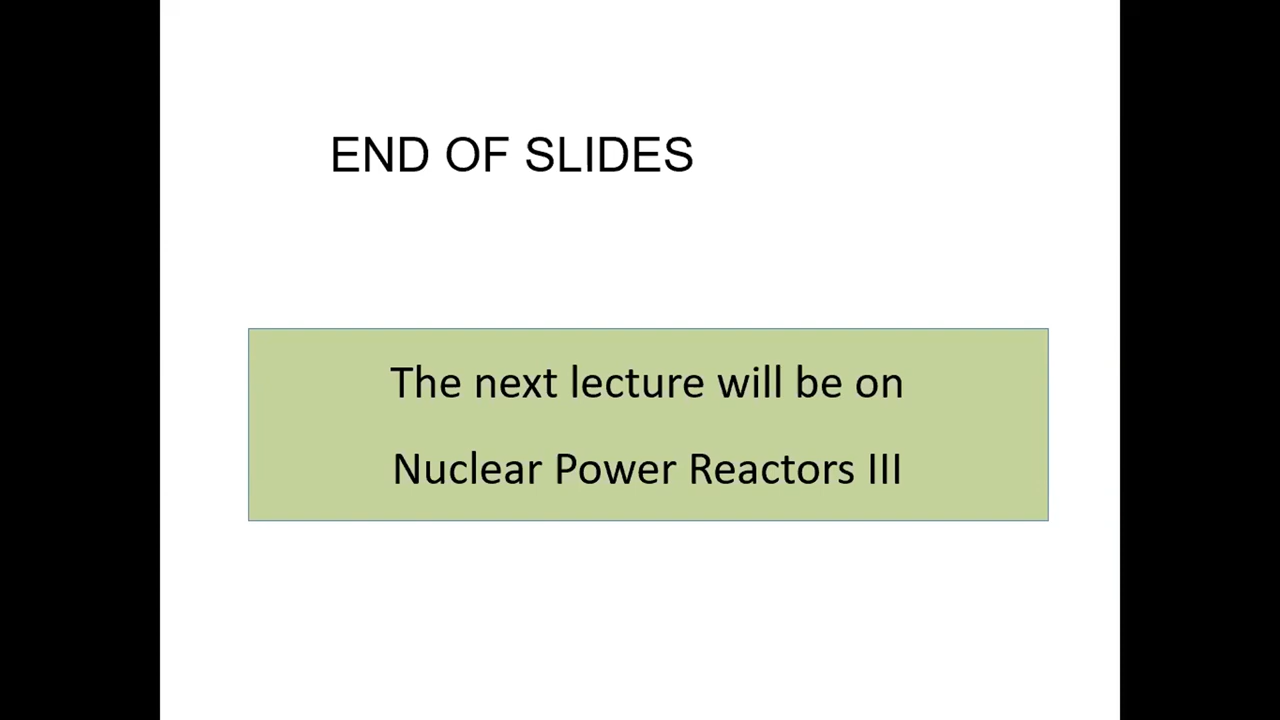 END OF SLIDES
The next lecture will be on
Nuclear Power Reactors III